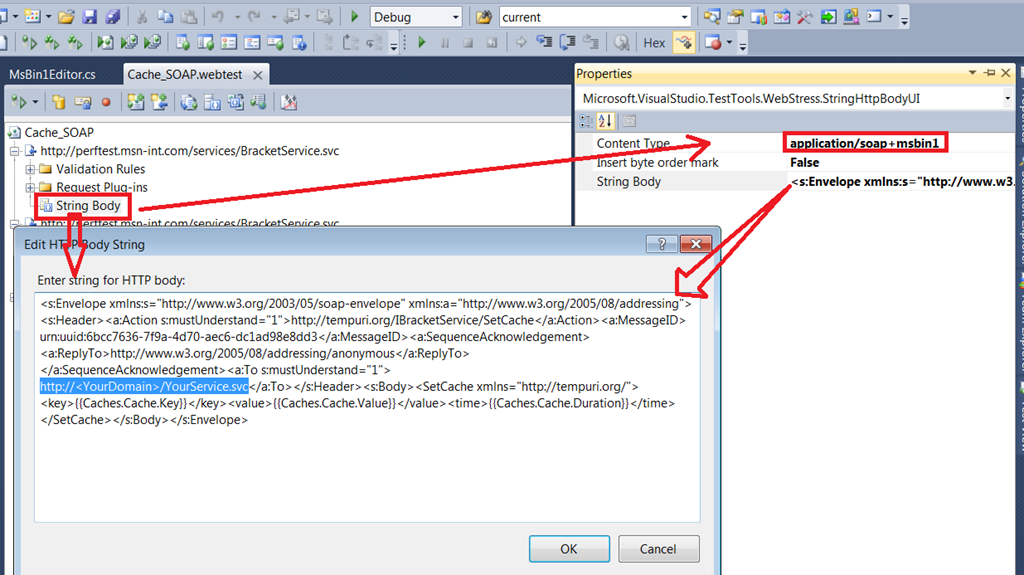 Debug
current
Hex
MsBin1Editor.cs
Cache_SOAP.webtest
Cache_SOAP
http://perftest.msn-int.com/services/BracketService.svc
Validation Rules
Request Plug-ins
String Body
http://perftest.msn-int.com/services/BracketService.svc
Properties
Microsoft.VisualStudio.TestTools.WebStress.StringHttpBodyUI
Content Type application/soap+msbin1
Insert byte order mark False
String Body <s:Envelope xmlns:s="http://www.w3.
Edit HTTP Body String
Enter string for HTTP body:
<s:Envelope xmlns:s="http://www.w3.org/2003/05/soap-envelope" xmlns:a="http://www.w3.org/2005/08/addressing">
<s:Header><a:Action s:mustUnderstand="1">http://tempuri.org/IBracketService/SetCache</a:Action><a:MessageID>
urn:uuid:6bcc7636-7f9a-4d70-aec6-dc1ad98e8dd3</a:MessageID><a:SequenceAcknowledgement>
<a:ReplyTo>http://www.w3.org/2005/08/addressing/anonymous</a:ReplyTo>
</a:SequenceAcknowledgement><a:To s:mustUnderstand="1">
http://<YourDomain>/YourService.svc</a:To></s:Header><s:Body><SetCache xmlns="http://tempuri.org/">
<key>{{Caches.Cache.Key}}</key><value>{{Caches.Cache.Value}}</value><time>{{Caches.Cache.Duration}}</time>
</SetCache></s:Body></s:Envelope>
OK
Cancel